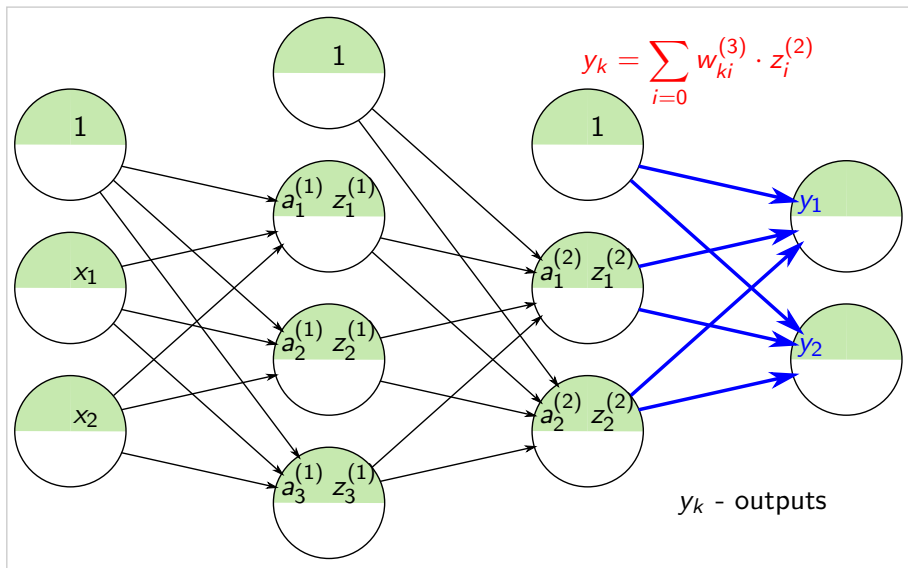 1
y_k = \sum_{i=0} w_{ki}^{(3)} \cdot z_i^{(2)}
1
1
a_1^{(1)} z_1^{(1)}
y_1
x_1
a_1^{(2)} z_1^{(2)}
a_2^{(1)} z_2^{(1)}
y_2
x_2
a_2^{(2)} z_2^{(2)}
a_3^{(1)} z_3^{(1)}
y_k - outputs